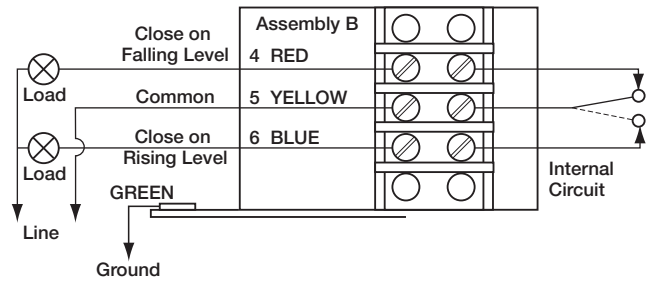 Assembly B
Close on
Falling Level
4 RED
Load
Common
5 YELLOW
Close on
Rising Level
6 BLUE
Load
Internal
Circuit
GREEN
Line
Ground